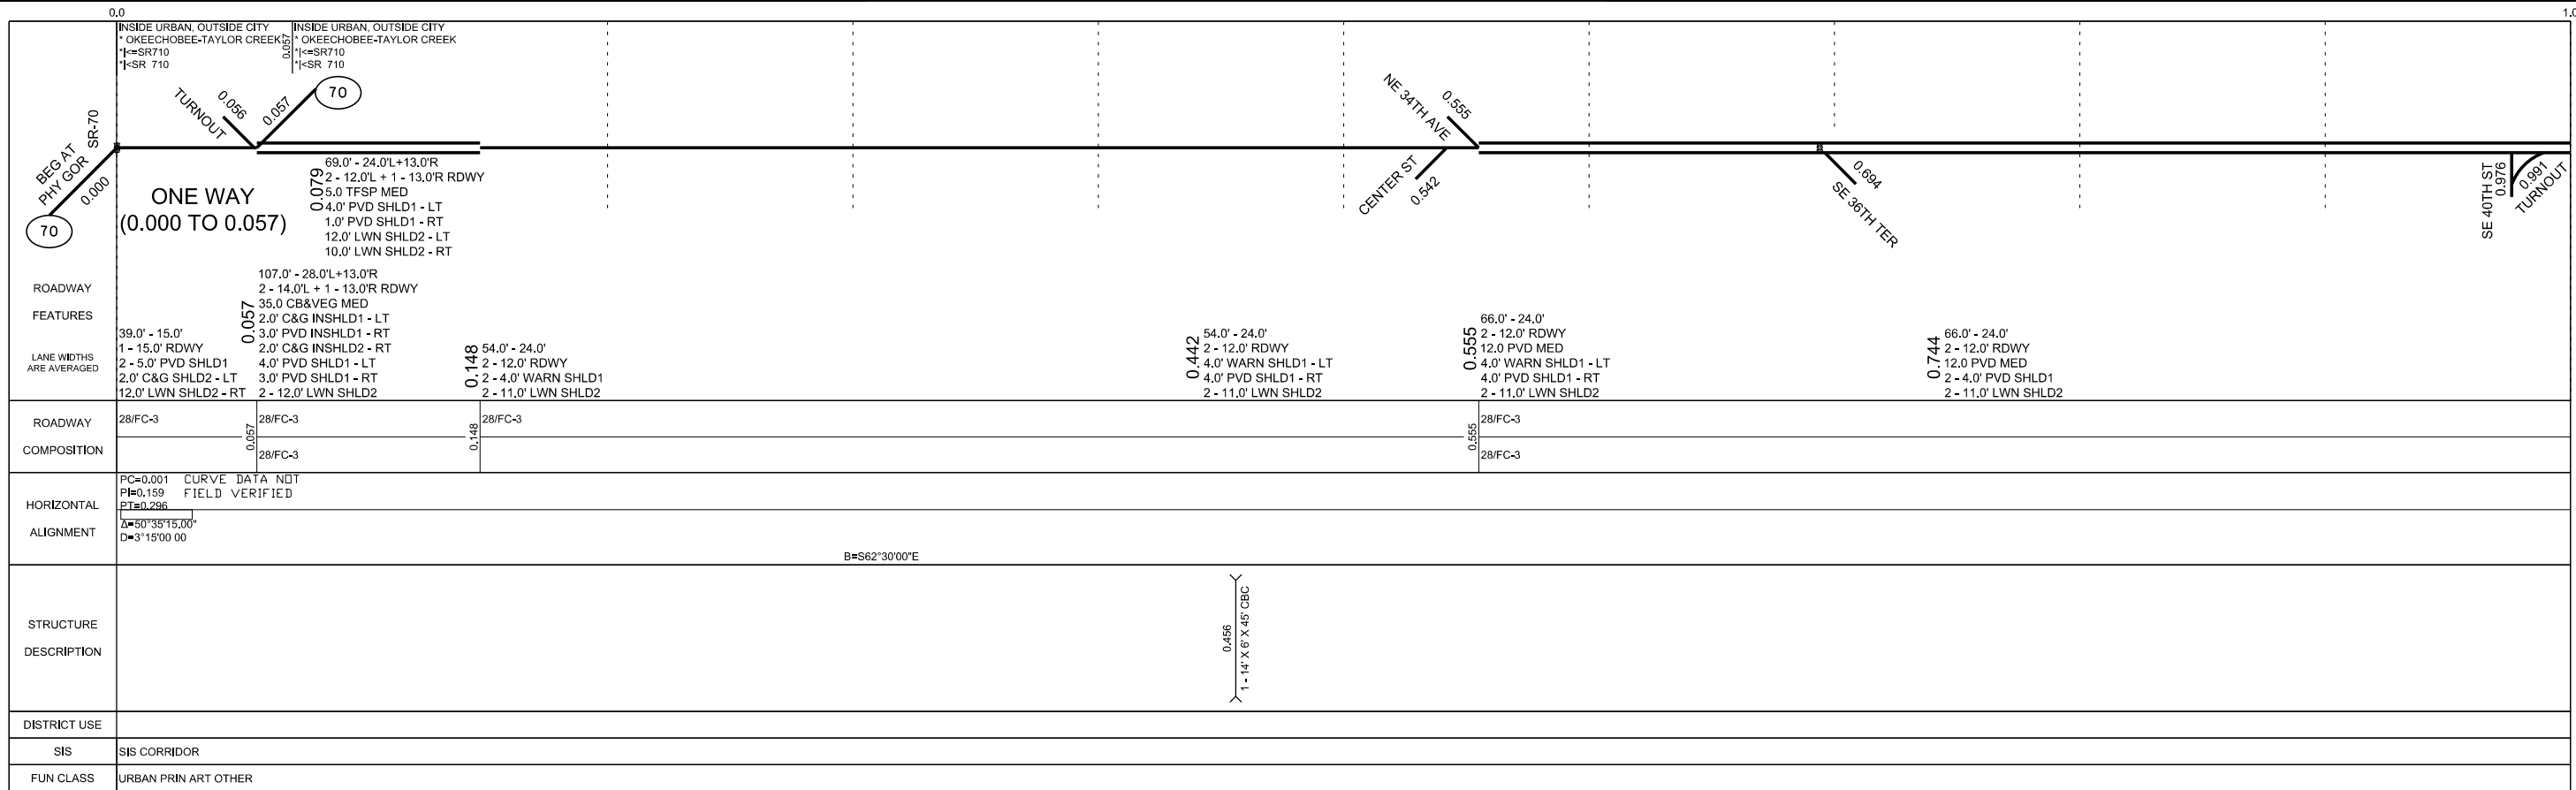 0.0
1.0
INSIDE URBAN, OUTSIDE CITY
* OKEECHOBEE-TAYLOR CREEK
*|<=SR710
*|<SR 710
0.057
INSIDE URBAN, OUTSIDE CITY
* OKEECHOBEE-TAYLOR CREEK
*|<=SR710
*|<SR 710
SR-70
BEG AT
PHY GOR
0.000
70
TURNOUT
0.056
0.057
70
ONE WAY
(0.000 TO 0.057)
0.079
69.0' - 24.0'L+13.0'R
2 - 12.0'L + 1 - 13.0'R RDWY
5.0 TFSP MED
4.0' PVD SHLD1 - LT
1.0' PVD SHLD1 - RT
12.0' LWN SHLD2 - LT
10.0' LWN SHLD2 - RT
NE 34TH AVE
0.555
CENTER ST
0.542
0.694
SE 36TH TER
SE 40TH ST
0.976
0.991
TURNOUT
ROADWAY
FEATURES
LANE WIDTHS
ARE AVERAGED
39.0' - 15.0'
1 - 15.0' RDWY
2 - 5.0' PVD SHLD1
2.0' C&G SHLD2 - LT
12.0' LWN SHLD2 - RT
0.057
107.0' - 28.0'L+13.0'R
2 - 14.0'L + 1 - 13.0'R RDWY
35.0 CB&VEG MED
2.0' C&G INSHLD1 - LT
3.0' PVD INSHLD1 - RT
2.0' C&G INSHLD2 - RT
4.0' PVD SHLD1 - LT
3.0' PVD SHLD1 - RT
2 - 12.0' LWN SHLD2
0.148
54.0' - 24.0'
2 - 12.0' RDWY
2 - 4.0' WARN SHLD1
2 - 11.0' LWN SHLD2
0.442
54.0' - 24.0'
2 - 12.0' RDWY
4.0' WARN SHLD1 - LT
4.0' PVD SHLD1 - RT
2 - 11.0' LWN SHLD2
0.555
66.0' - 24.0'
2 - 12.0' RDWY
12.0 PVD MED
4.0' WARN SHLD1 - LT
4.0' PVD SHLD1 - RT
2 - 11.0' LWN SHLD2
0.744
66.0' - 24.0'
2 - 12.0' RDWY
12.0 PVD MED
2 - 4.0' PVD SHLD1
2 - 11.0' LWN SHLD2
ROADWAY
COMPOSITION
28/FC-3
0.057
28/FC-3
28/FC-3
0.148
28/FC-3
0.555
28/FC-3
28/FC-3
HORIZONTAL
ALIGNMENT
PC=0.001 CURVE DATA NOT
PI=0.159 FIELD VERIFIED
PT=0.296
Δ=50°35'15.00"
D=3°15'00 00
B=S62°30'00"E
STRUCTURE
DESCRIPTION
0.456
1 - 14' X 6' X 45' CBC
DISTRICT USE
SIS
SIS CORRIDOR
FUN CLASS
URBAN PRIN ART OTHER